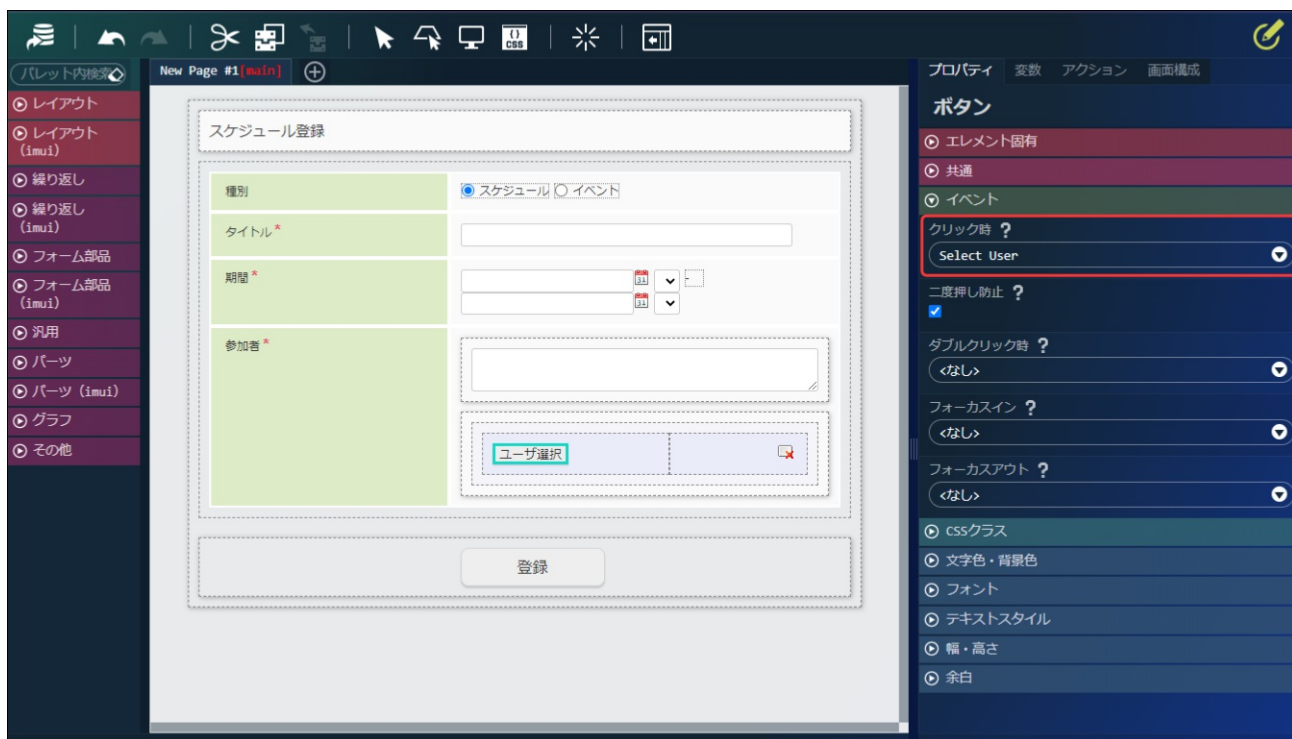 {} CSS
パレット内検索
New Page #1[main]
レイアウト
レイアウト
(imui)
繰り返し
繰り返し
(imui)
フォーム部品
フォーム部品
(imui)
汎用
パーツ
パーツ (imui)
グラフ
その他
スケジュール登録
種別
スケジュール イベント
タイトル*
期間*
31
-
31
参加者*
ユーザ選択
登録
プロパティ 変数 アクション 画面構成
ボタン
エレメント固有
共通
イベント
クリック時 ?
Select User
二度押し防止 ?
ダブルクリック時 ?
<なし>
フォーカスイン ?
<なし>
フォーカスアウト ?
<なし>
CSSクラス
文字色・背景色
フォント
テキストスタイル
幅・高さ
余白